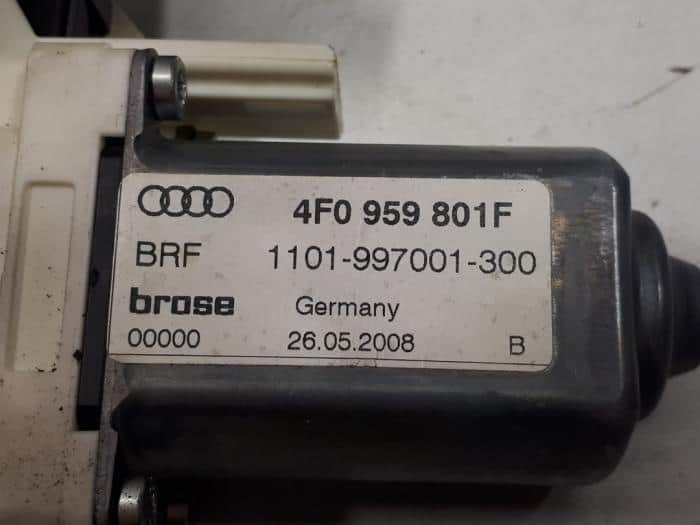 4F0 959 801F
BRF 1101-997001-300
brose Germany
00000 26.05.2008 B